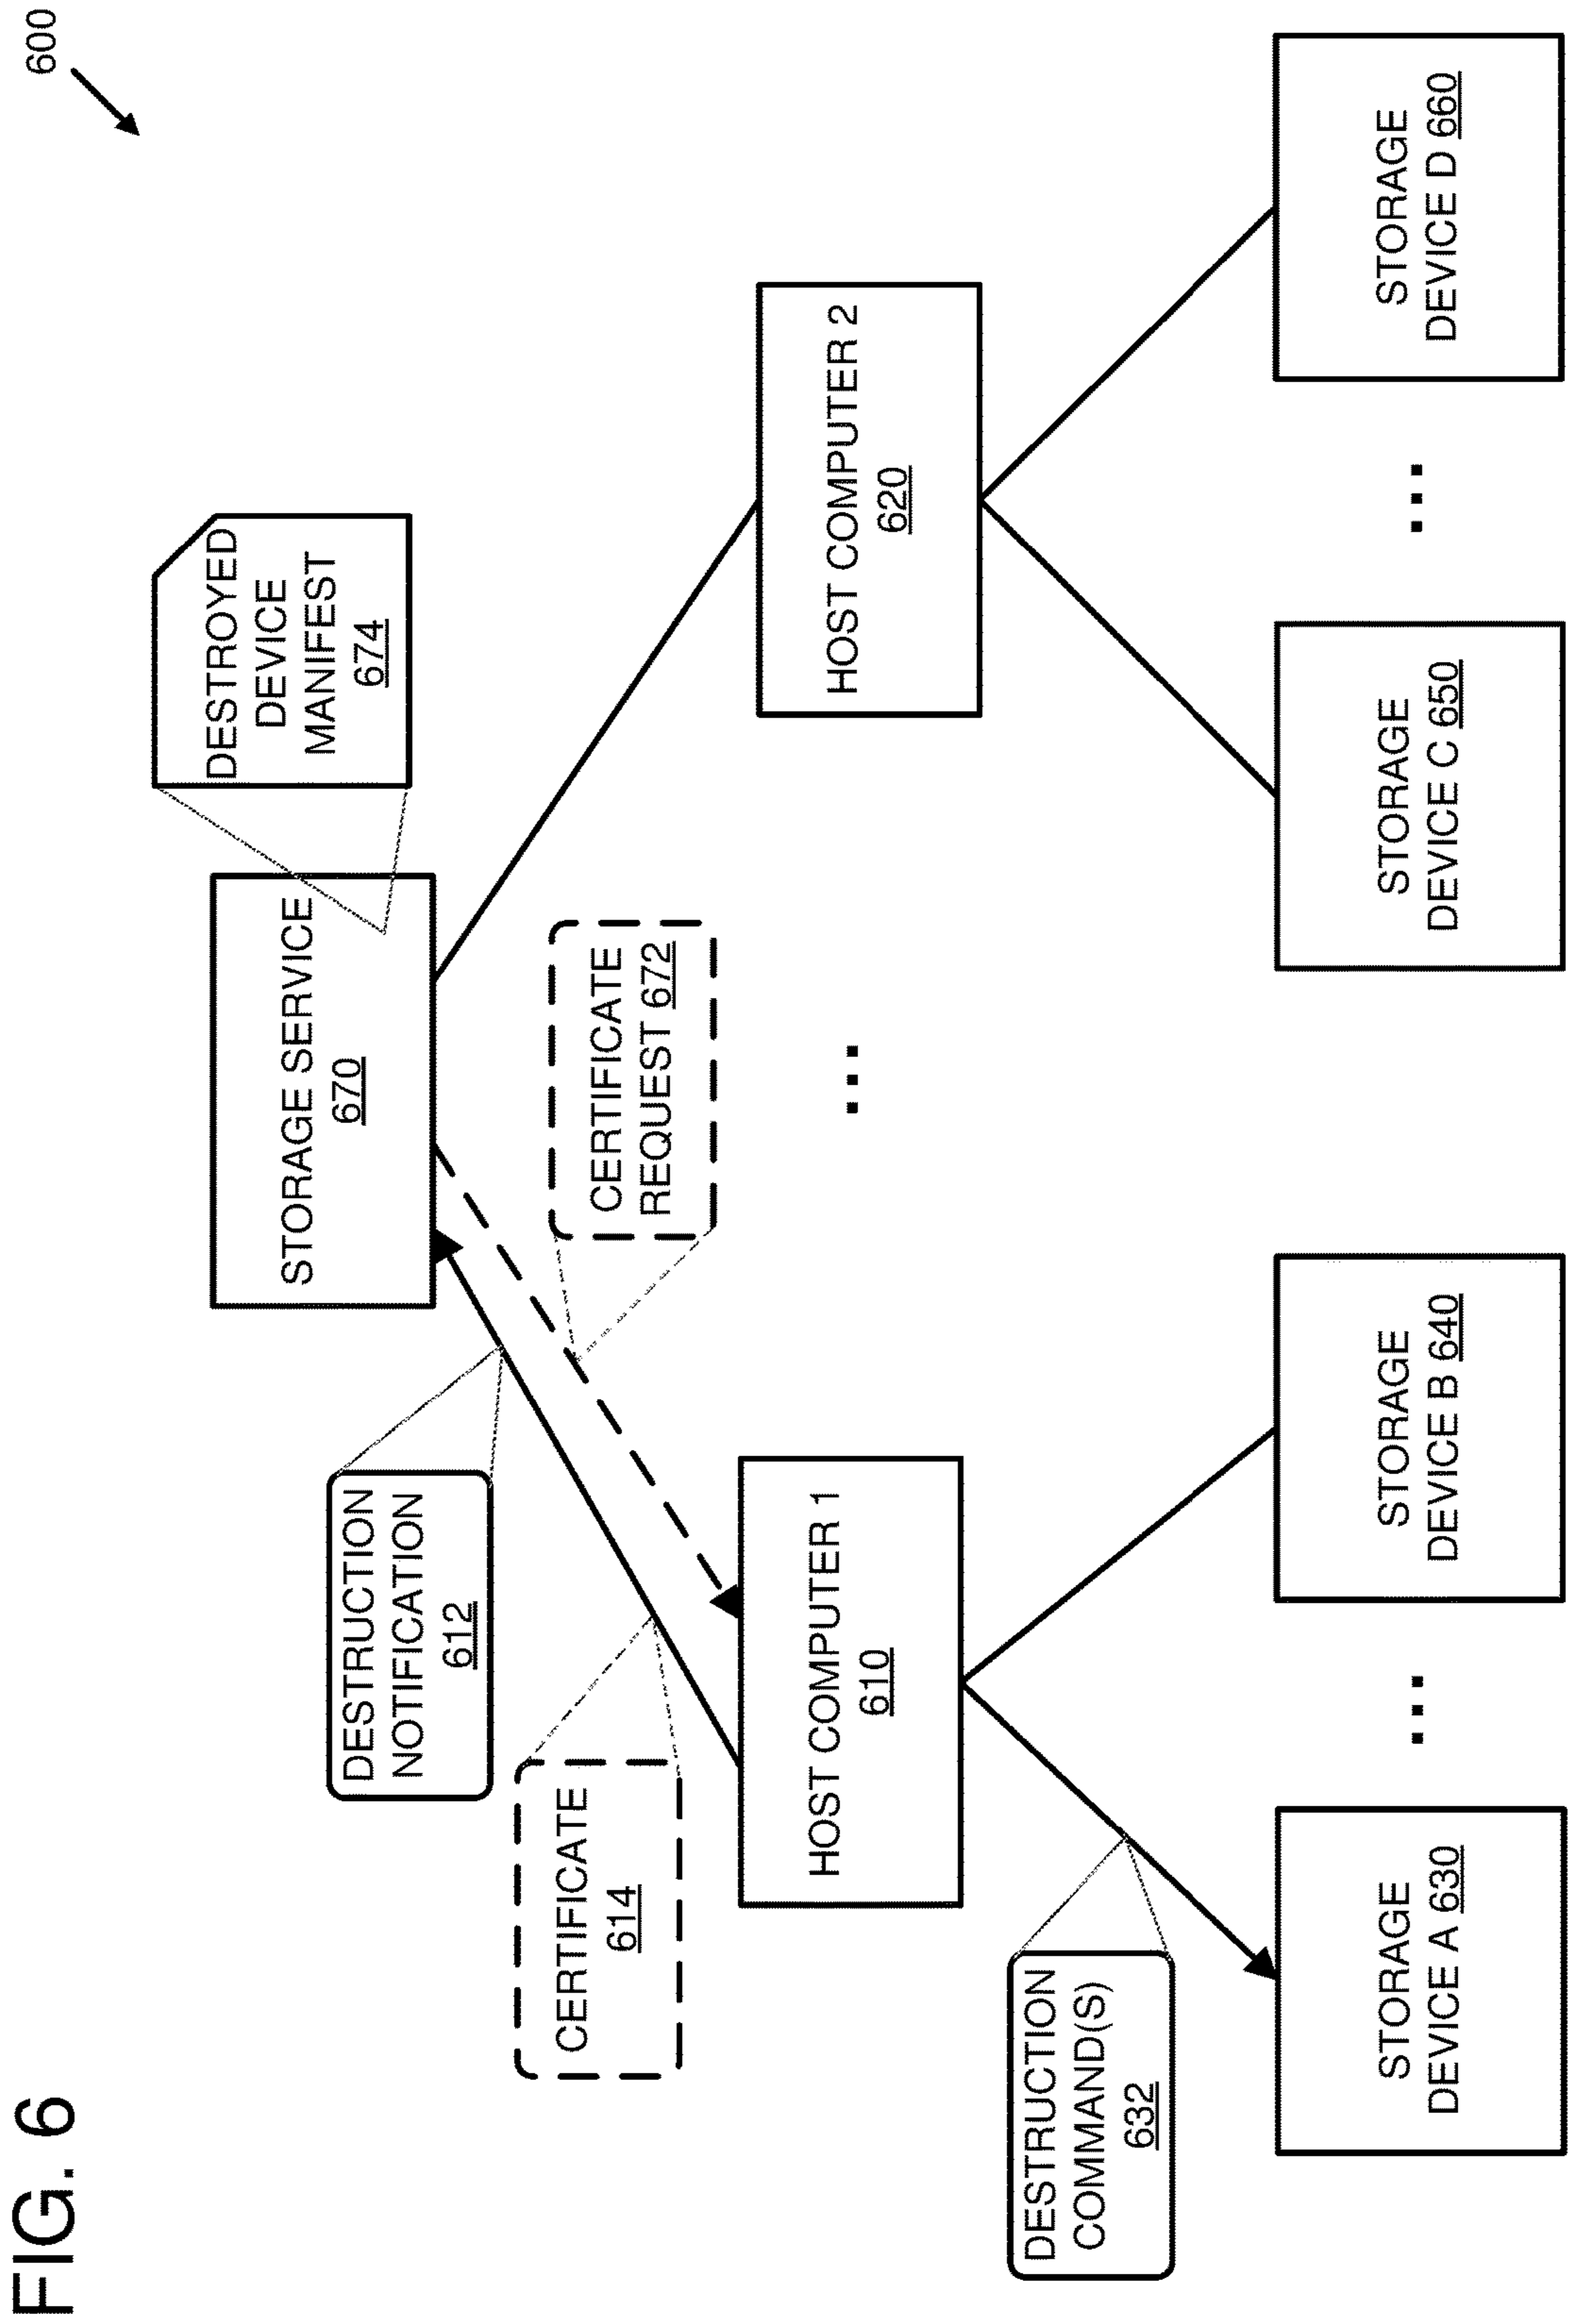 FIG. 6
600
DESTROYED
DEVICE
MANIFEST
674
STORAGE SERVICE
670
DESTRUCTION
NOTIFICATION
612
CERTIFICATE
614
CERTIFICATE
REQUEST 672
...
HOST COMPUTER 1
610
HOST COMPUTER 2
620
DESTRUCTION
COMMAND(S)
632
STORAGE
DEVICE A 630
...
STORAGE
DEVICE B 640
STORAGE
DEVICE C 650
...
STORAGE
DEVICE D 660